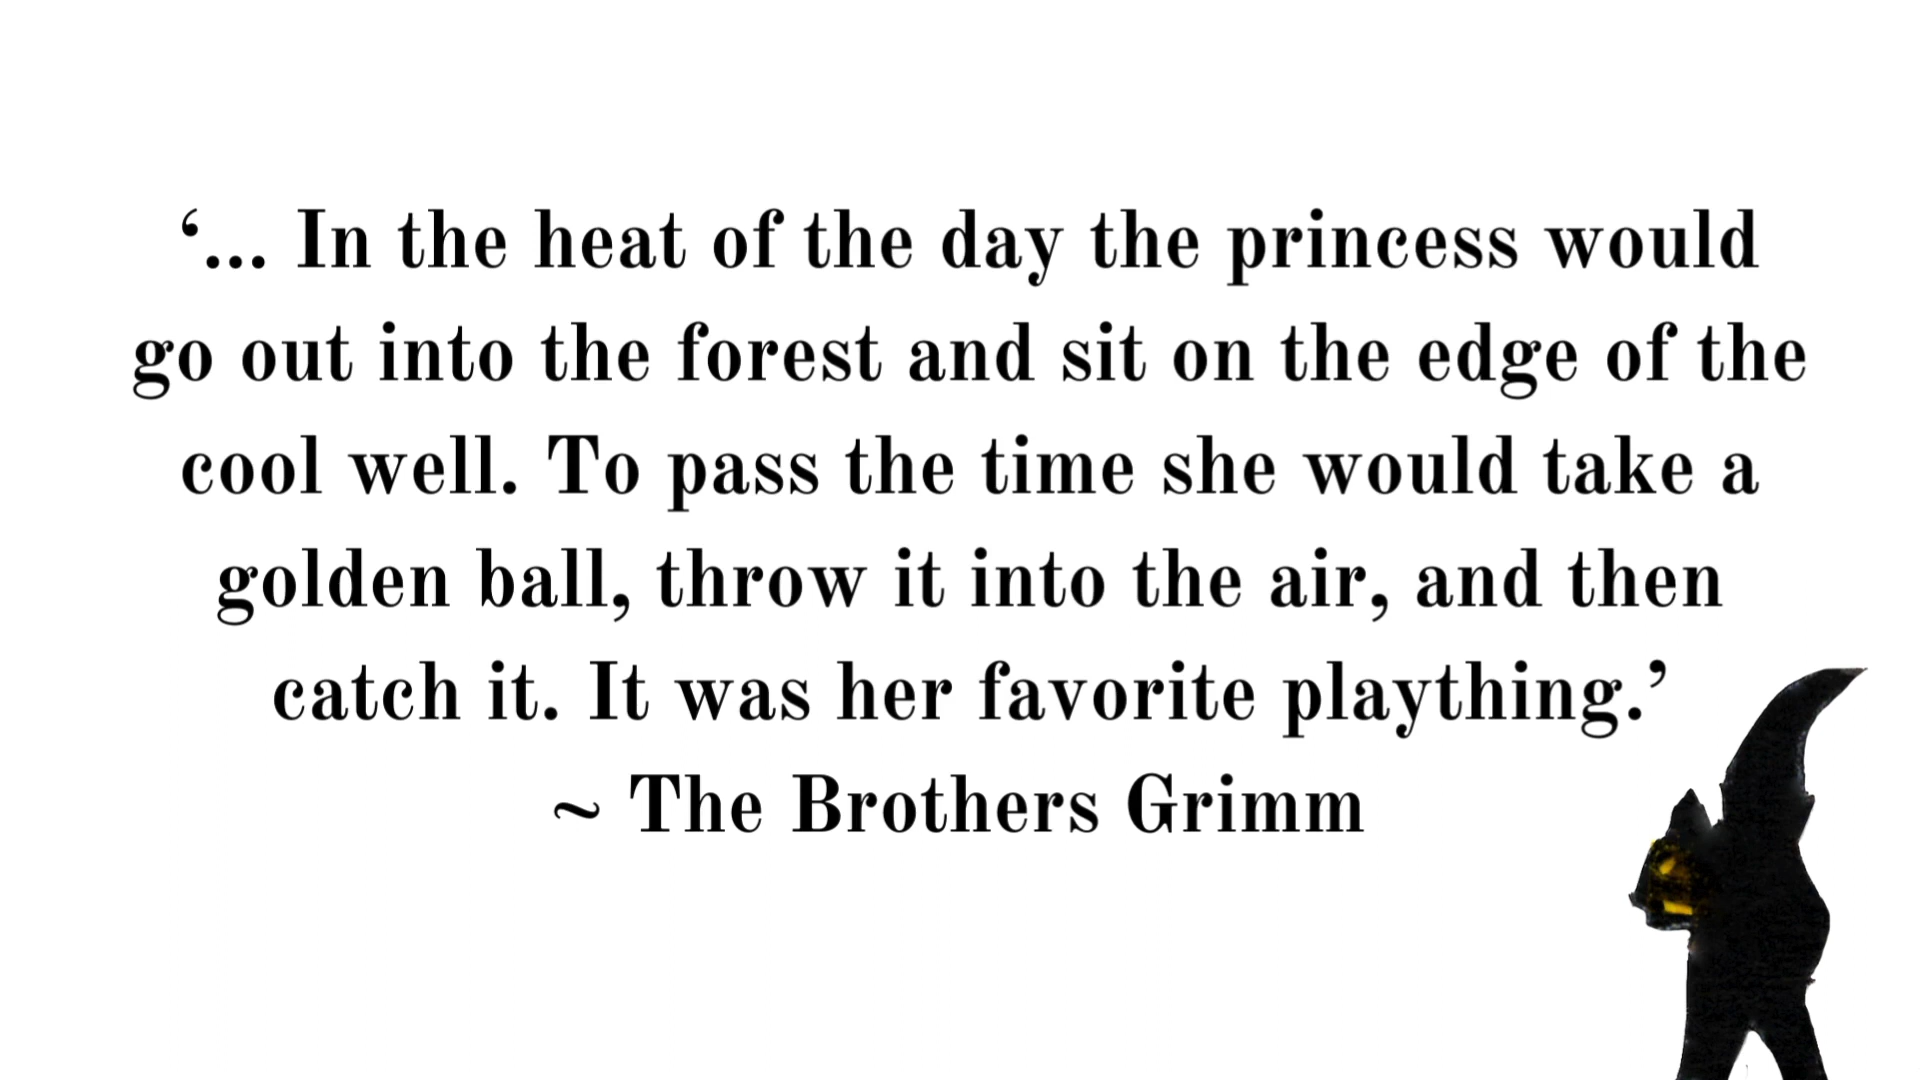 ‘... In the heat of the day the princess would
go out into the forest and sit on the edge of the
cool well. To pass the time she would take a
golden ball, throw it into the air, and then
catch it. It was her favorite plaything.’
~ The Brothers Grimm